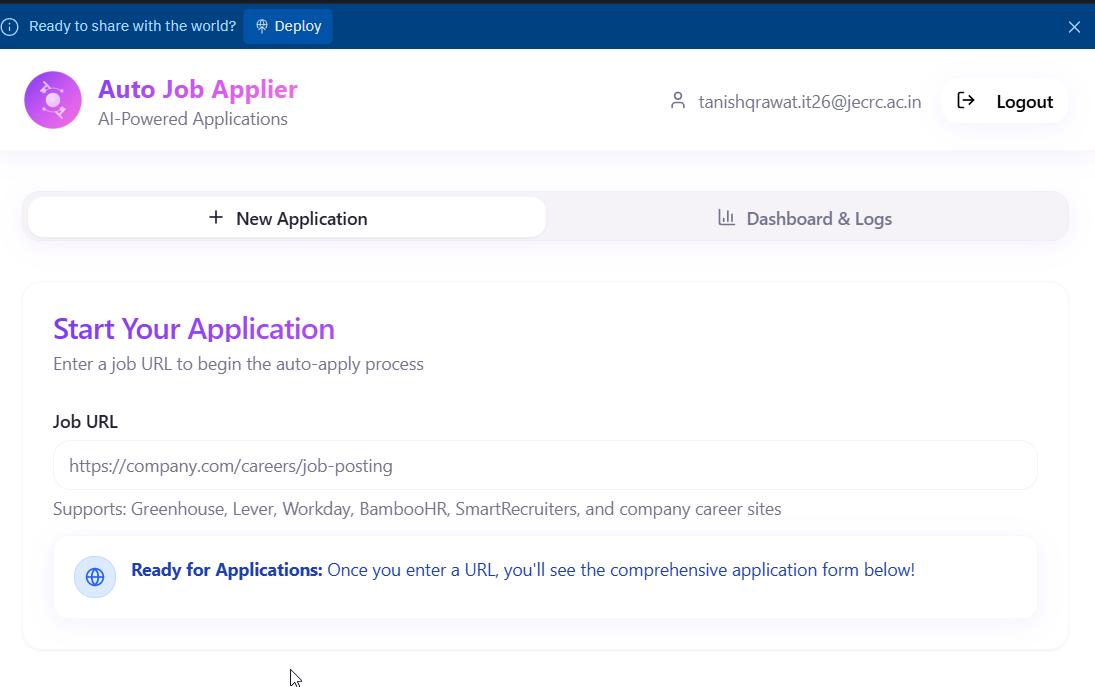 Ready to share with the world? Deploy
Auto Job Applier
AI-Powered Applications
tanishqrawat.it26@jecrc.ac.in Logout
New Application Dashboard & Logs
Start Your Application
Enter a job URL to begin the auto-apply process
Job URL
https://company.com/careers/job-posting
Supports: Greenhouse, Lever, Workday, BambooHR, SmartRecruiters, and company career sites
Ready for Applications: Once you enter a URL, you'll see the comprehensive application form below!